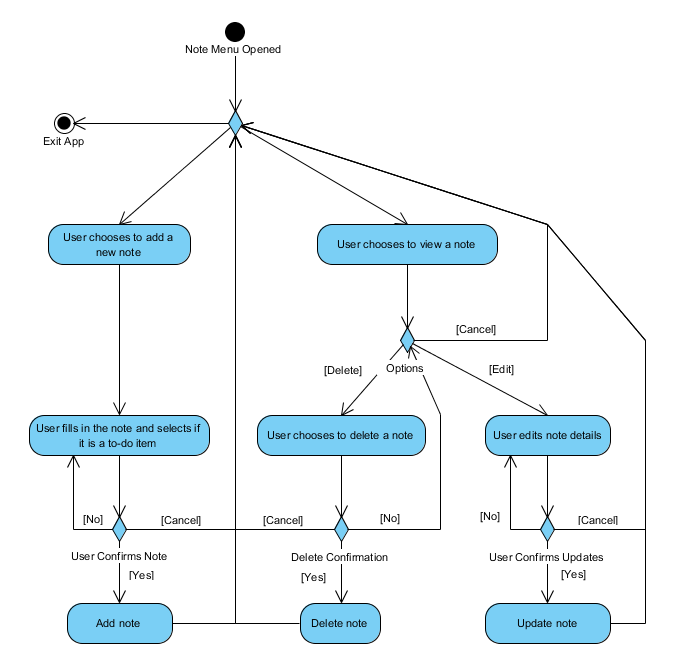 Note Menu Opened
Exit App
User chooses to add a
new note
User chooses to view a note
[Cancel]
Options
[Delete]
[Edit]
User fills in the note and selects if
it is a to-do item
User chooses to delete a note
User edits note details
[No]
[Cancel]
[Cancel]
[No]
[No]
[Cancel]
User Confirms Note
Delete Confirmation
User Confirms Updates
[Yes]
[Yes]
[Yes]
Add note
Delete note
Update note